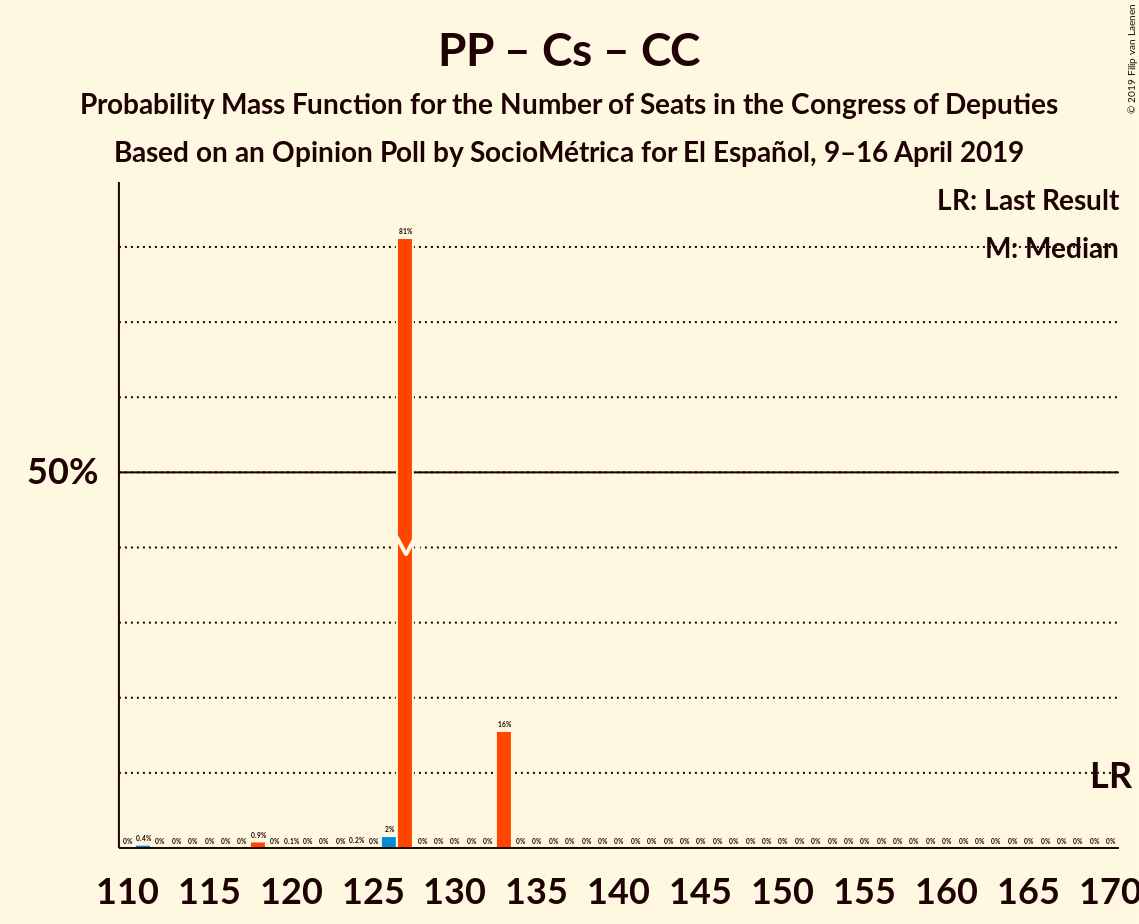 PP – Cs – CC
Probability Mass Function for the Number of Seats in the Congress of Deputies
Based on an Opinion Poll by SocioMétrica for El Español, 9–16 April 2019
© 2019 Filip van Laenen
LR: Last Result
M: Median
50%
0% 0.4% 0% 0% 0% 0% 0% 0% 0.9% 0% 0.1% 0% 0% 0% 0.2% 0% 2% 81% 0% 0% 0% 0% 0% 16% 0% 0% 0% 0% 0% 0% 0% 0% 0% 0% 0% 0% 0% 0% 0% 0% 0% 0% 0% 0% 0% 0% 0% 0% 0% 0% 0% 0% 0% 0% 0% 0% 0% 0% 0% 0% 0%
LR
110 115 120 125 130 135 140 145 150 155 160 165 170